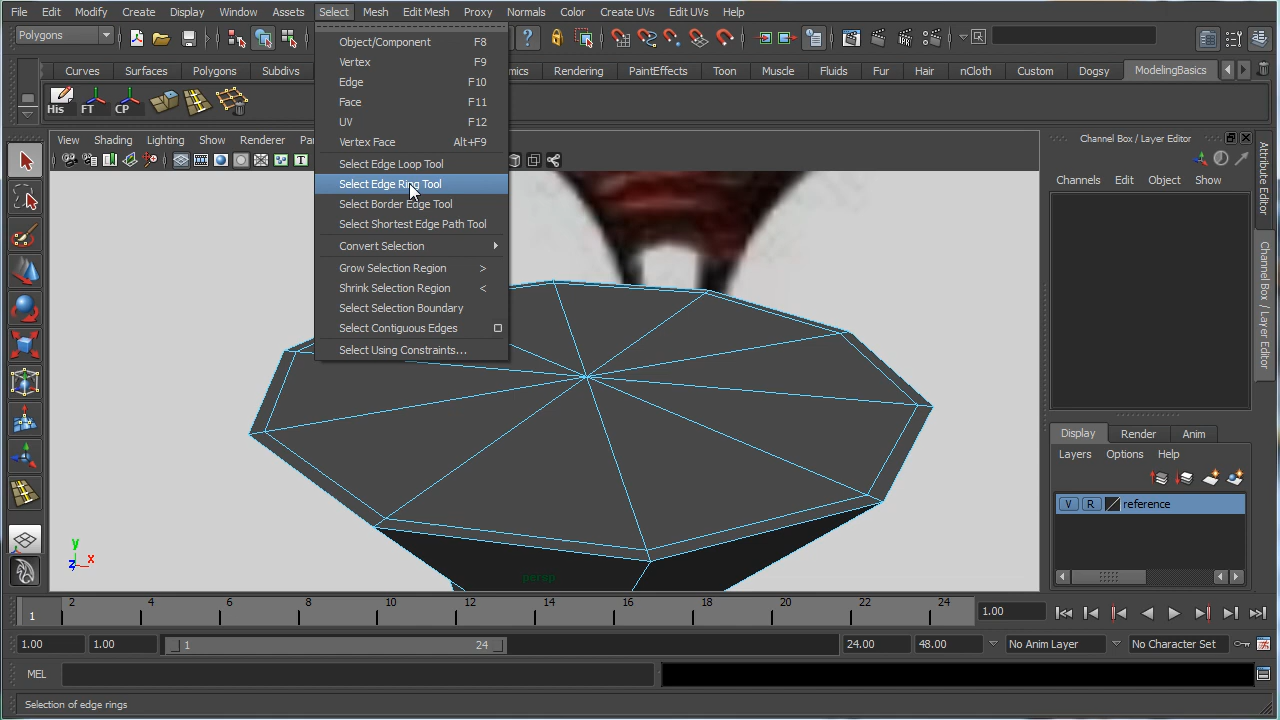 File Edit Modify Create Display Window Assets Select Mesh Edit Mesh Proxy Normals Color Create UVs Edit UVs Help
Polygons
Object/Component F8
Vertex F9
Edge F10
Face F11
UV F12
Vertex Face Alt+F9
Select Edge Loop Tool
Select Edge Ring Tool
Select Border Edge Tool
Select Shortest Edge Path Tool
Convert Selection
Grow Selection Region >
Shrink Selection Region <
Select Selection Boundary
Select Contiguous Edges
Select Using Constraints...
Curves Surfaces Polygons Subdivs Rendering PaintEffects Toon Muscle Fluids Fur Hair nCloth Custom Dogsy ModelingBasics
His FT CP
View Shading Lighting Show Renderer
Channel Box / Layer Editor
Channels Edit Object Show
Attribute Editor
Channel Box / Layer Editor
Display Render Anim
Layers Options Help
V R reference
y
z x
persp
1 2 4 6 8 10 12 14 16 18 20 22 24 1.00
1.00 1.00 1 24 24.00 48.00 No Anim Layer No Character Set
MEL
Selection of edge rings